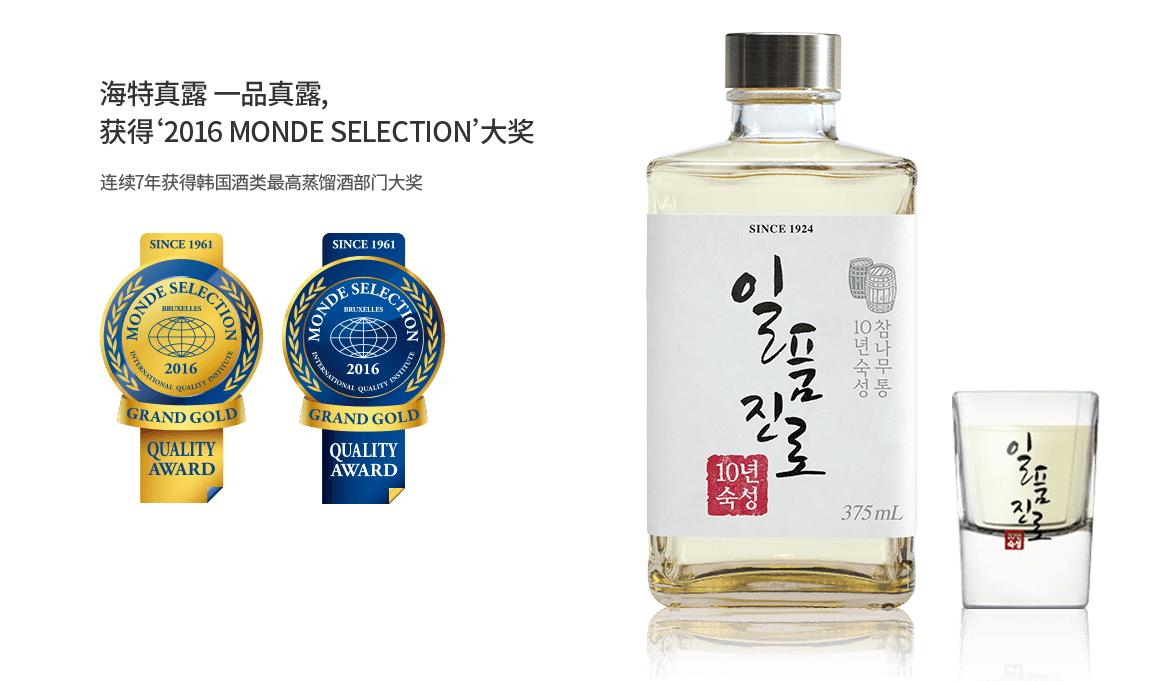 海特真露 一品真露,
获得‘2016 MONDE SELECTION’大奖
连续7年获得韩国酒类最高蒸馏酒部门大奖
SINCE 1961
MONDE SELECTION
BRUXELLES
2016
INTERNATIONAL QUALITY INSTITUTE
GRAND GOLD
QUALITY
AWARD
SINCE 1961
MONDE SELECTION
BRUXELLES
2016
INTERNATIONAL QUALITY INSTITUTE
GRAND GOLD
QUALITY
AWARD
SINCE 1924
일품
진로
참나무통
10년숙성
10년
숙성
375 mL
일품
진로